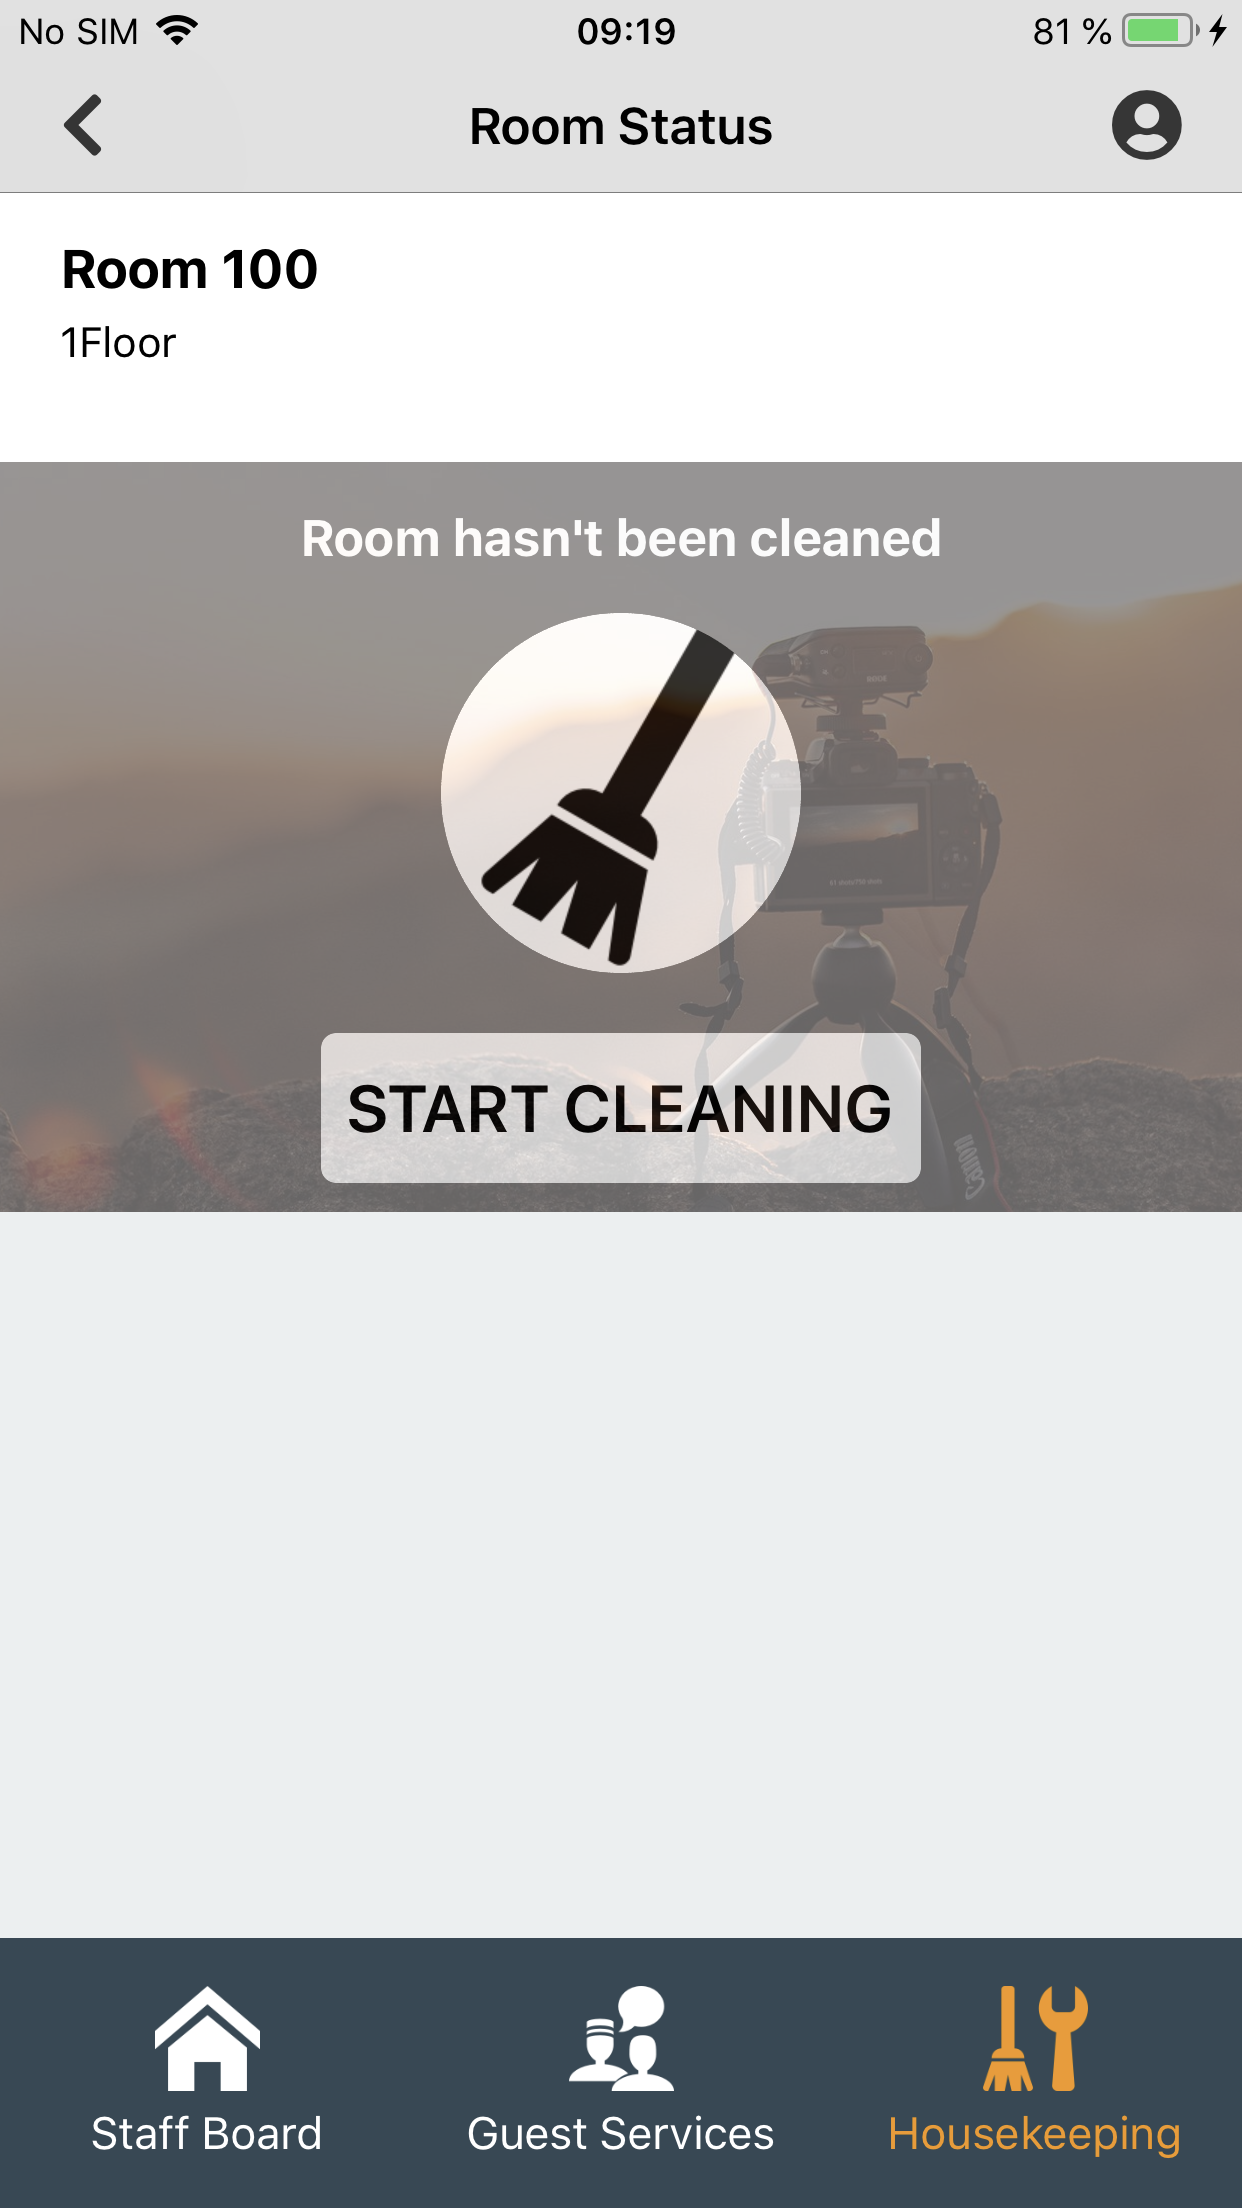 No SIM 09:19 81 %
Room Status
Room 100
1Floor
Room hasn't been cleaned
START CLEANING
Canon
Staff Board Guest Services Housekeeping